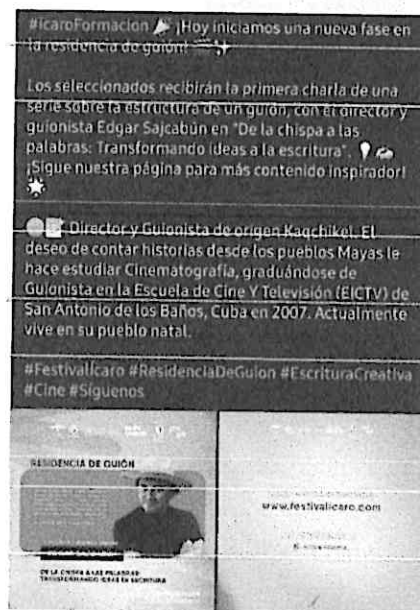 #ícaroFormación 🎉 ¡Hoy iniciamos una nueva fase en
la residencia de guión! 🎬✨
Los seleccionados recibirán la primera charla de una
serie sobre la estructura de un guión, con el director y
guionista Edgar Sajcabún en "De la chispa a las
palabras: Transformando ideas a la escritura". 💡✍️
¡Sigue nuestra página para más contenido inspirador!
🌟
Director y Guionista de origen Kaqchikel. El
deseo de contar historias desde los pueblos Mayas le
hace estudiar Cinematografía, graduándose de
Guionista en la Escuela de Cine Y Televisión (EICTV) de
San Antonio de los Baños, Cuba en 2007. Actualmente
vive en su pueblo natal.
#FestivalÍcaro #ResidenciaDeGuion #EscrituraCreativa
#Cine #Síguenos
RESIDENCIA DE GUIÓN
DE LA CHISPA A LAS PALABRAS:
TRANSFORMANDO IDEAS EN ESCRITURA
www.festivalicaro.com